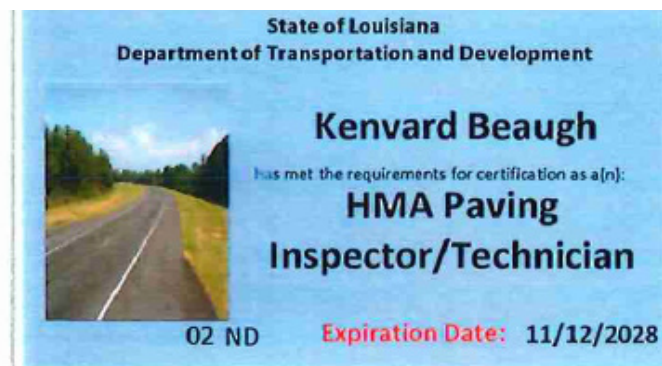 State of Louisiana
Department of Transportation and Development
Kenvard Beaugh
has met the requirements for certification as a(n):
HMA Paving
Inspector/Technician
02 ND
Expiration Date: 11/12/2028